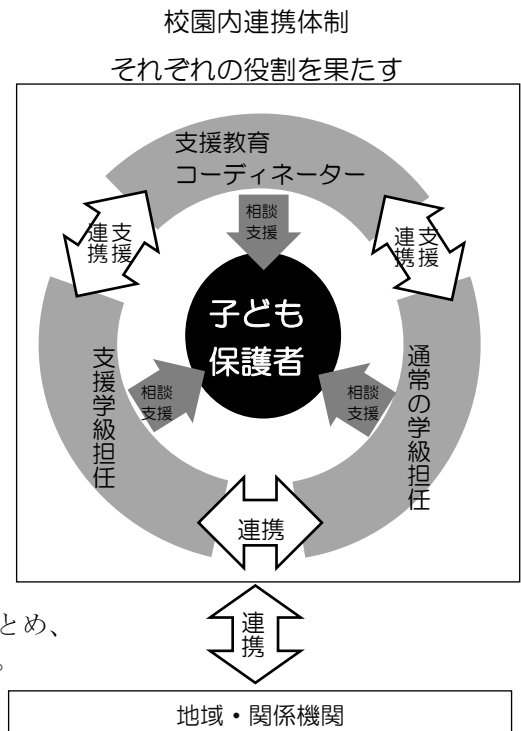 校園内連携体制
それぞれの役割を果たす
支援教育
コーディネーター
相談
支援
支援
連携
支援
連携
子ども
保護者
支援学級担任
相談
支援
相談
支援
通常の学級担任
連携
とめ、
。
連携
地域・関係機関